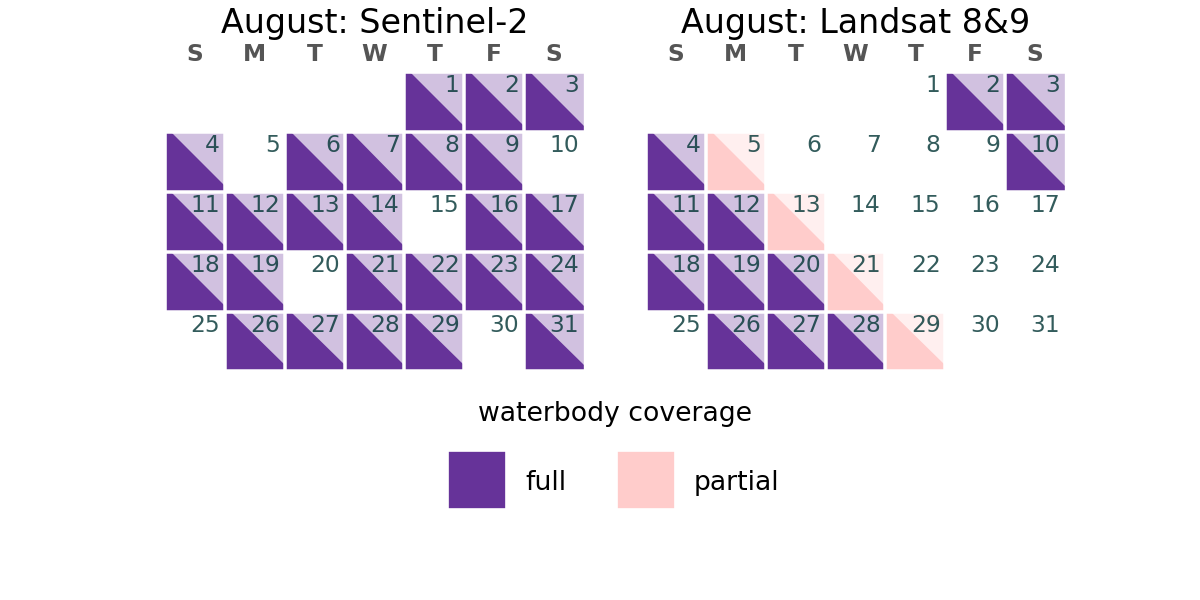 August: Sentinel-2
S M T W T F S
1 2 3
4 5 6 7 8 9 10
11 12 13 14 15 16 17
18 19 20 21 22 23 24
25 26 27 28 29 30 31
August: Landsat 8&9
S M T W T F S
1 2 3
4 5 6 7 8 9 10
11 12 13 14 15 16 17
18 19 20 21 22 23 24
25 26 27 28 29 30 31
waterbody coverage
full
partial